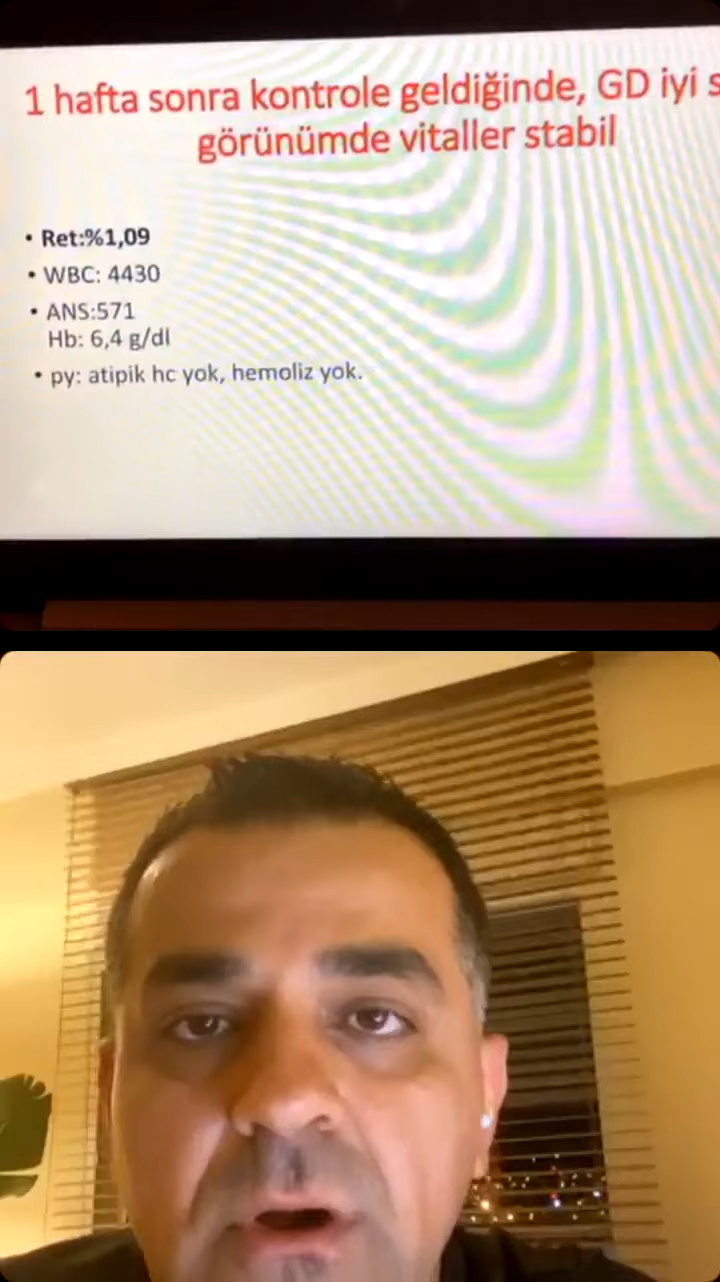 1 hafta sonra kontrole geldiğinde, GD iyi
görünümde vitaller stabil
• Ret:%1,09
• WBC: 4430
• ANS:571
Hb: 6,4 g/dl
• py: atipik hc yok, hemoliz yok.